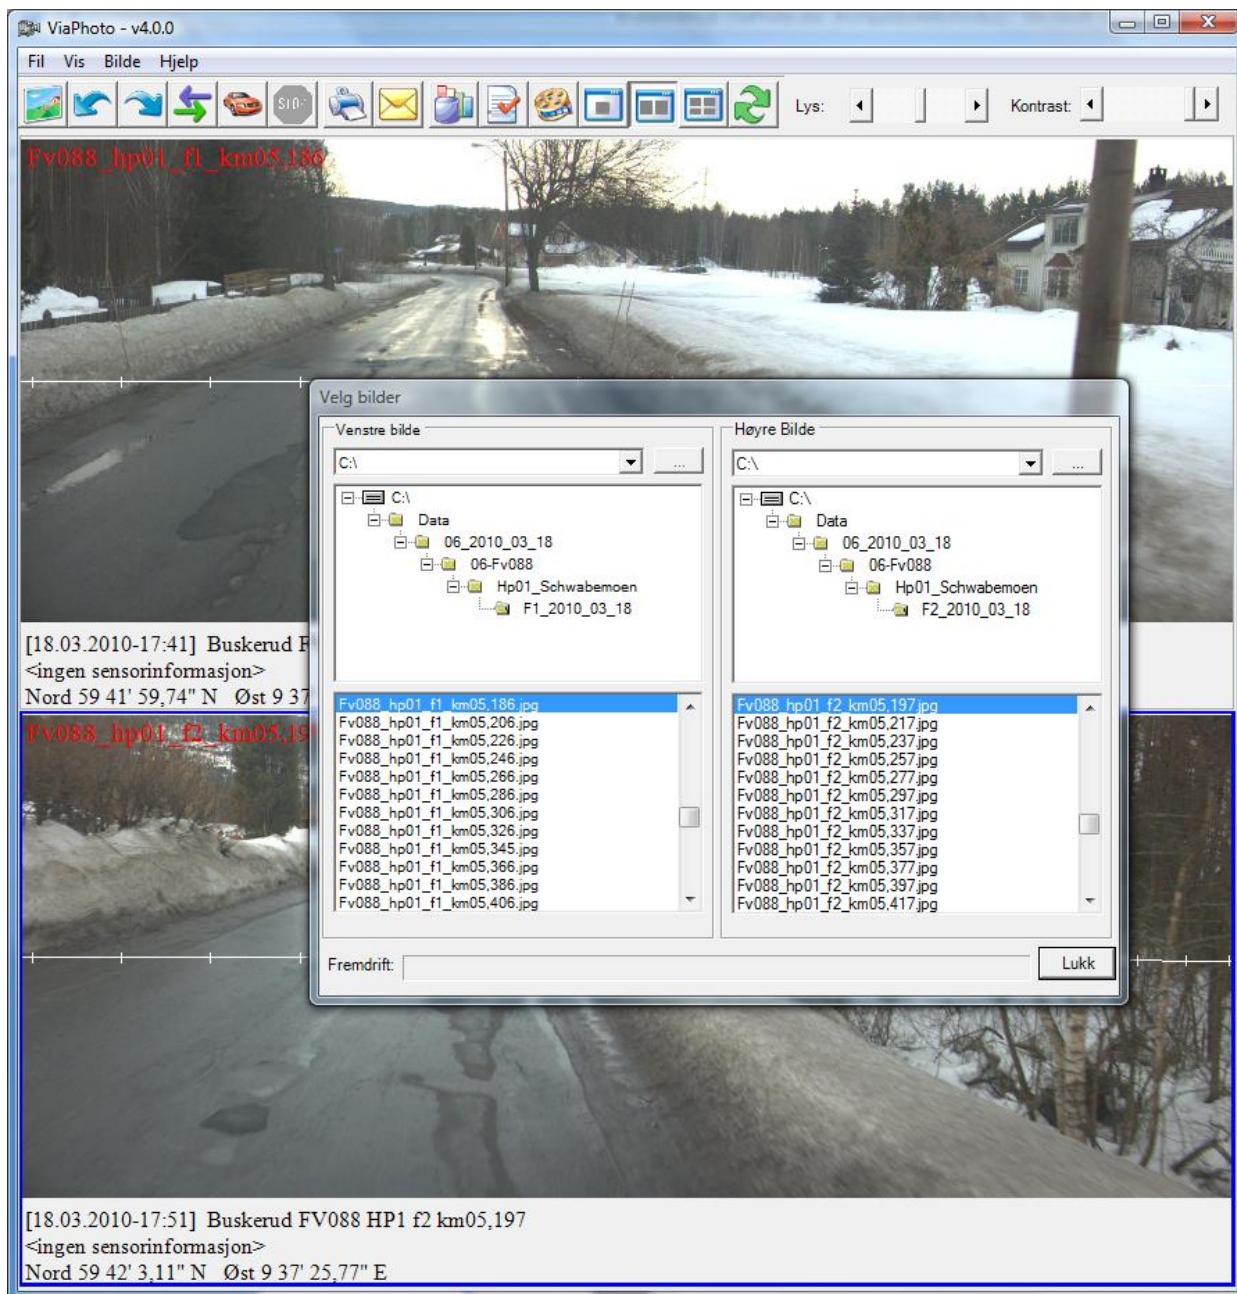 ViaPhoto - v4.0.0
Fil Vis Bilde Hjelp
Lys: Kontrast:
Fv088_hp01_f1_km05,186
[18.03.2010-17:41] Buskerud F
<ingen sensorinformasjon>
Nord 59 41' 59,74" N Øst 9 37
Velg bilder
Venstre bilde
C:\
...
C:\
Data
06_2010_03_18
06-Fv088
Hp01_Schwabemoen
F1_2010_03_18
Fv088_hp01_f1_km05,186.jpg
Fv088_hp01_f1_km05,206.jpg
Fv088_hp01_f1_km05,226.jpg
Fv088_hp01_f1_km05,246.jpg
Fv088_hp01_f1_km05,266.jpg
Fv088_hp01_f1_km05,286.jpg
Fv088_hp01_f1_km05,306.jpg
Fv088_hp01_f1_km05,326.jpg
Fv088_hp01_f1_km05,345.jpg
Fv088_hp01_f1_km05,366.jpg
Fv088_hp01_f1_km05,386.jpg
Fv088_hp01_f1_km05,406.jpg
Høyre Bilde
C:\
...
C:\
Data
06_2010_03_18
06-Fv088
Hp01_Schwabemoen
F2_2010_03_18
Fv088_hp01_f2_km05,197.jpg
Fv088_hp01_f2_km05,217.jpg
Fv088_hp01_f2_km05,237.jpg
Fv088_hp01_f2_km05,257.jpg
Fv088_hp01_f2_km05,277.jpg
Fv088_hp01_f2_km05,297.jpg
Fv088_hp01_f2_km05,317.jpg
Fv088_hp01_f2_km05,337.jpg
Fv088_hp01_f2_km05,357.jpg
Fv088_hp01_f2_km05,377.jpg
Fv088_hp01_f2_km05,397.jpg
Fv088_hp01_f2_km05,417.jpg
Fremdrift:
Lukk
Fv088_hp01_f2_km05,19
[18.03.2010-17:51] Buskerud FV088 HP1 f2 km05,197
<ingen sensorinformasjon>
Nord 59 42' 3,11" N Øst 9 37' 25,77" E